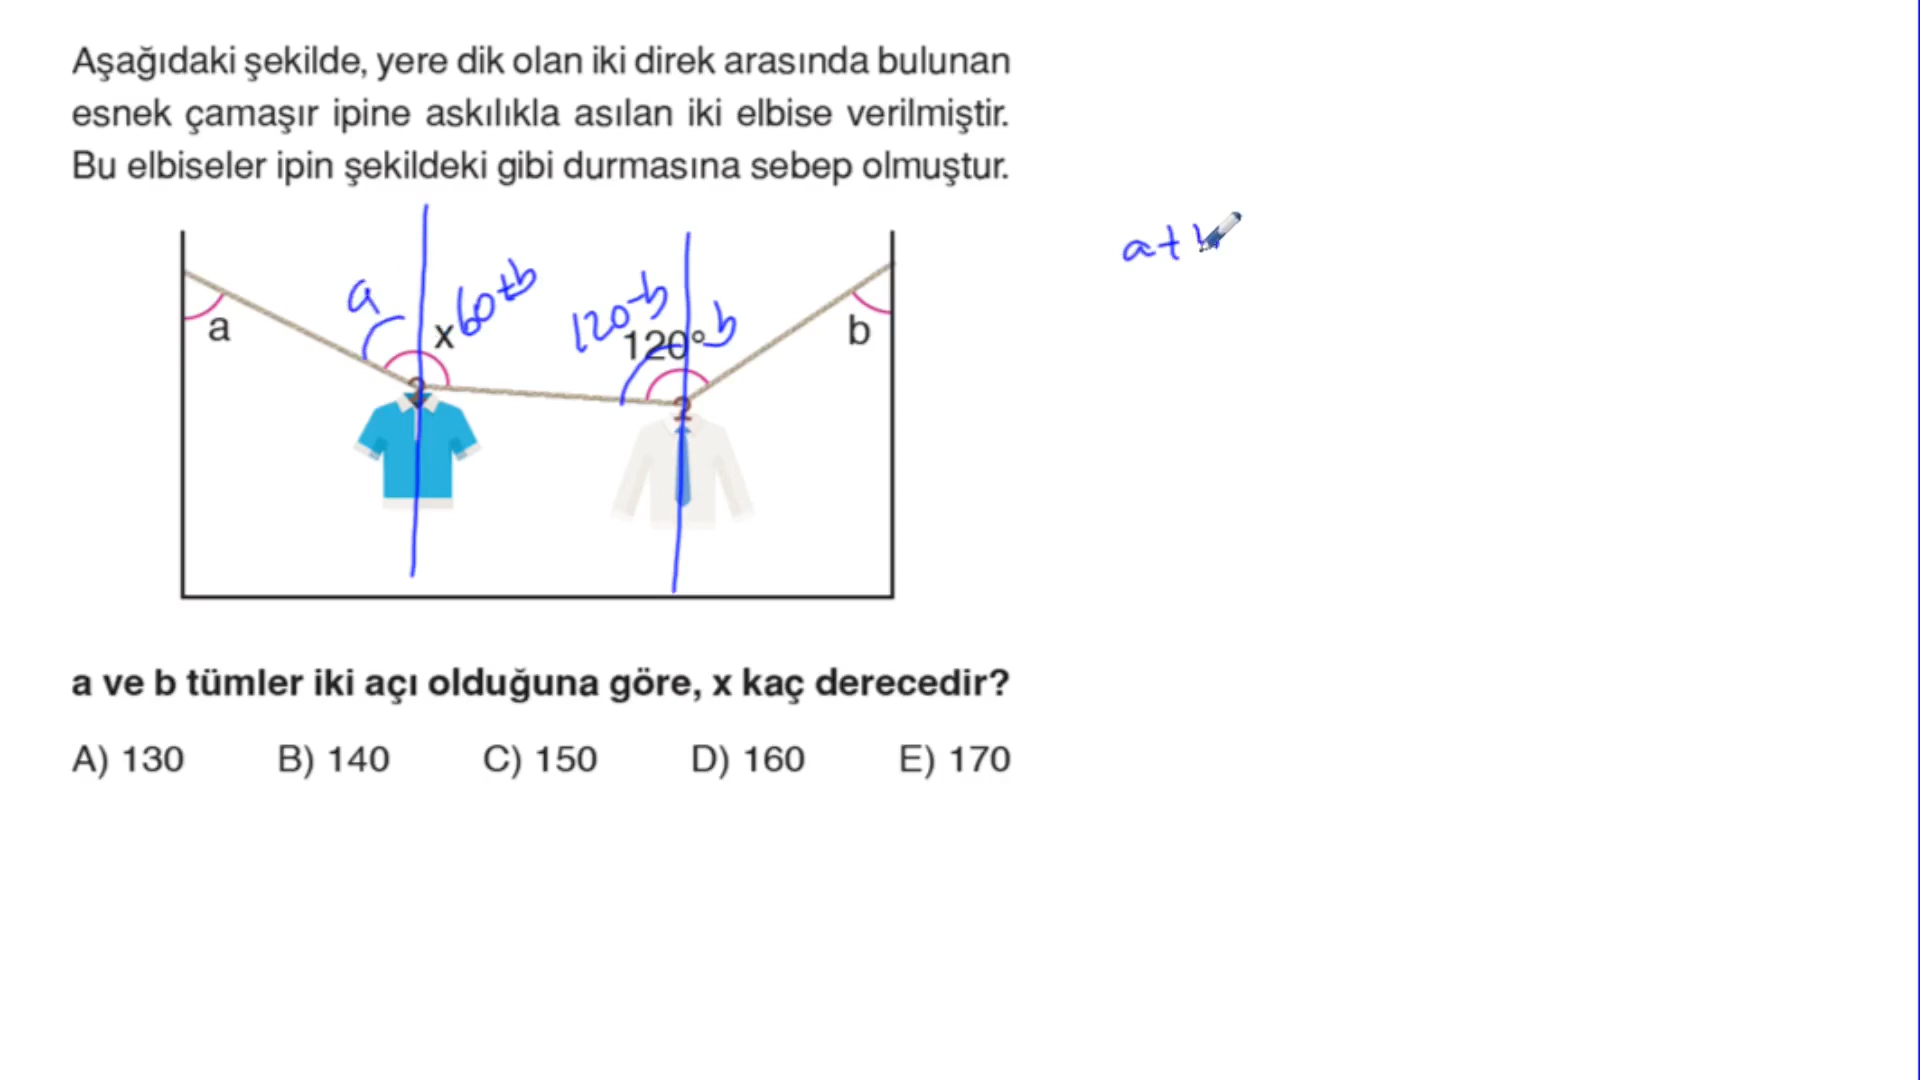 Aşağıdaki şekilde, yere dik olan iki direk arasında bulunan
esnek çamaşır ipine askılıkla asılan iki elbise verilmiştir.
Bu elbiseler ipin şekildeki gibi durmasına sebep olmuştur.
a+
a 60+b 120-b b
a x 120° b
a ve b tümler iki açı olduğuna göre, x kaç derecedir?
A) 130 B) 140 C) 150 D) 160 E) 170